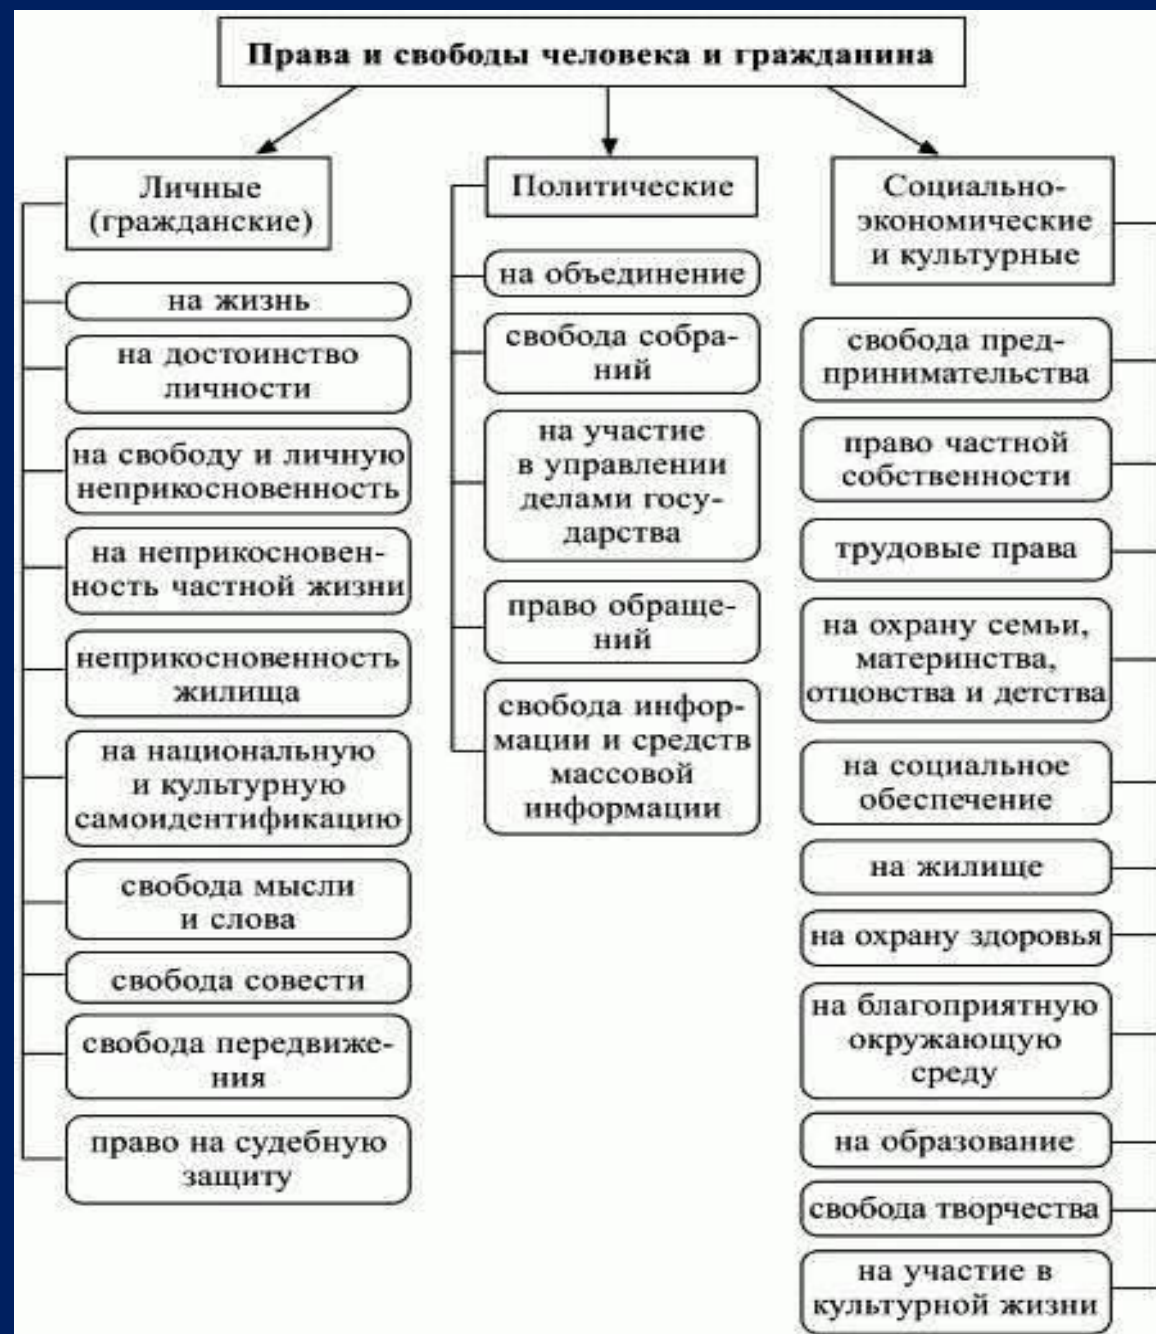 Права и свободы человека и гражданина
Личные
(гражданские)
на жизнь
на достоинство
личности
на свободу и личную
неприкосновенность
на неприкосновен-
ность частной жизни
неприкосновенность
жилища
на национальную
и культурную
самоидентификацию
свобода мысли
и слова
свобода совести
свобода передвиже-
ния
право на судебную
защиту
Политические
на объединение
свобода собра-
ний
на участие
в управлении
делами госу-
дарства
право обраще-
ний
свобода инфор-
мации и средств
массовой
информации
Социально-
экономические
и культурные
свобода пред-
принимательства
право частной
собственности
трудовые права
на охрану семьи,
материнства,
отцовства и детства
на социальное
обеспечение
на жилище
на охрану здоровья
на благоприятную
окружающую
среду
на образование
свобода творчества
на участие в
культурной жизни